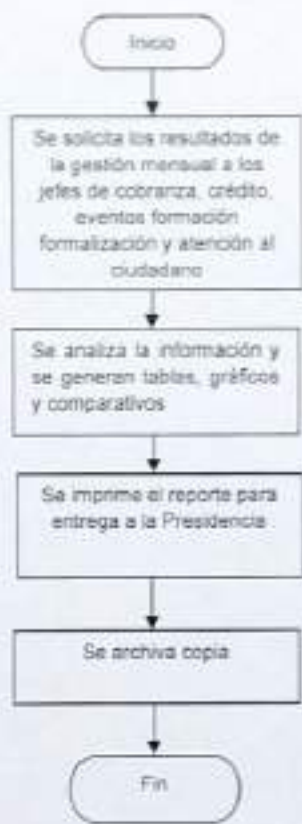 Inicio
Se solicita los resultados de
la gestión mensual a los
jefes de cobranza, crédito,
eventos formación
formalización y atención al
ciudadano
Se analiza la información y
se generan tablas, gráficos
y comparativos
Se imprime el reporte para
entrega a la Presidencia
Se archiva copia
Fin